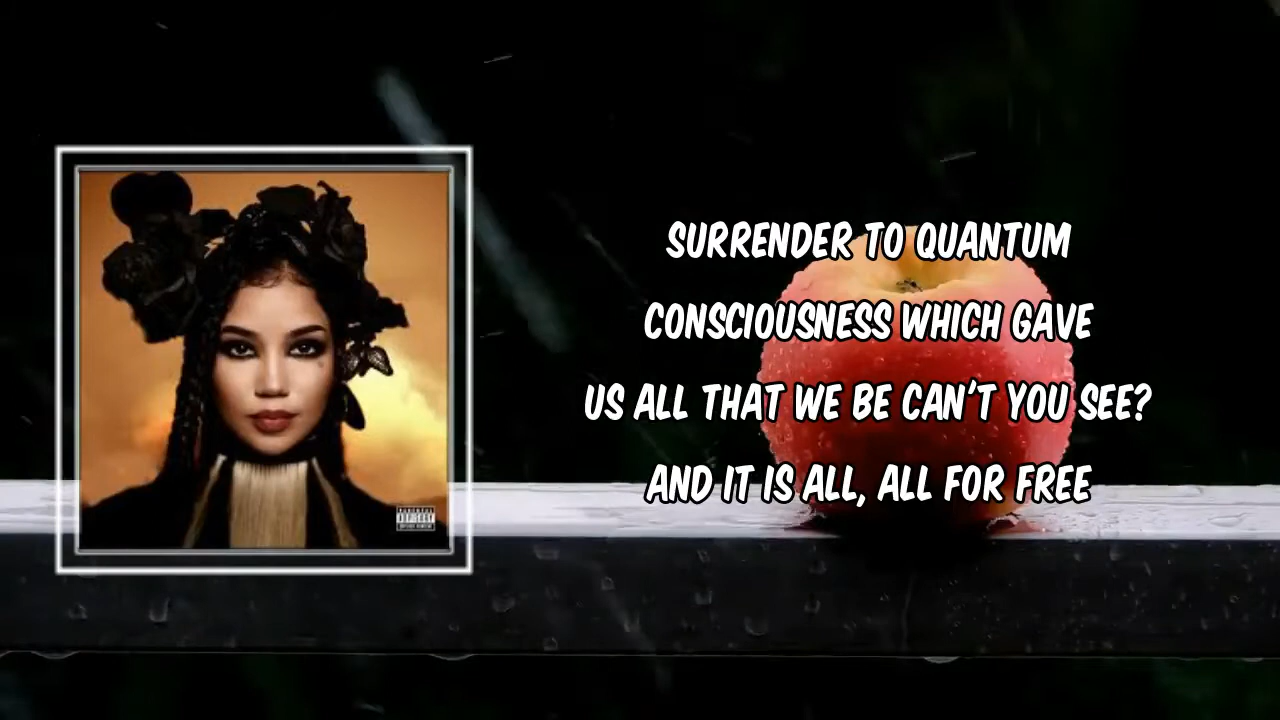 SURRENDER TO QUANTUM
CONSCIOUSNESS WHICH GAVE
US ALL THAT WE BE CAN'T YOU SEE?
AND IT IS ALL, ALL FOR FREE